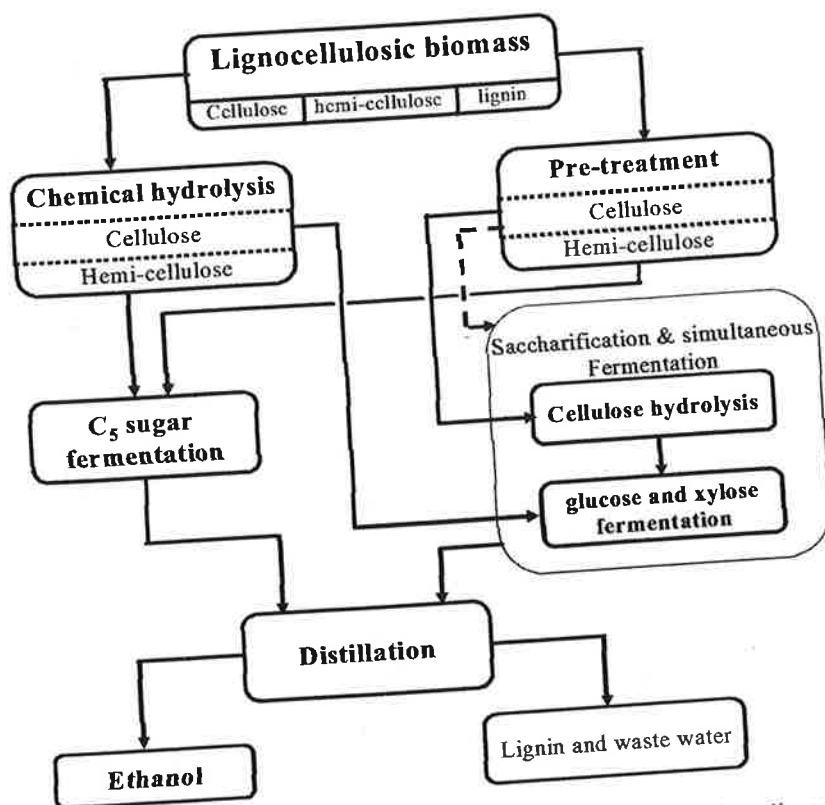 Lignocellulosic biomass
Cellulose hemi-cellulose lignin
Chemical hydrolysis
Cellulose
Hemi-cellulose
Pre-treatment
Cellulose
Hemi-cellulose
Saccharification & simultaneous
Fermentation
Cellulose hydrolysis
glucose and xylose
fermentation
C5 sugar
fermentation
Distillation
Ethanol
Lignin and waste water